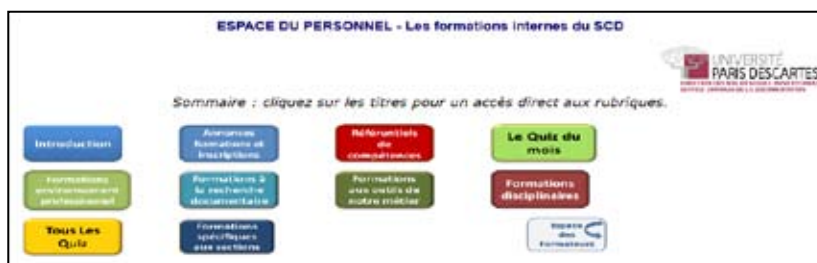 ESPACE DU PERSONNEL - Les formations internes du SCD
UNIVERSITÉ
PARIS DESCARTES
Sommaire : cliquez sur les titres pour un accès direct aux rubriques.
Introduction
Annonces
formations et
inscriptions
Référentiels
de
compétences
Le Quiz du
mois
Formations
environnement
professionnel
Formations à
la recherche
documentaire
Formations
aux outils de
notre métier
Formations
disciplinaires
Tous Les
Quiz
Formations
spécifiques
aux sections
Espace
des
Formateurs